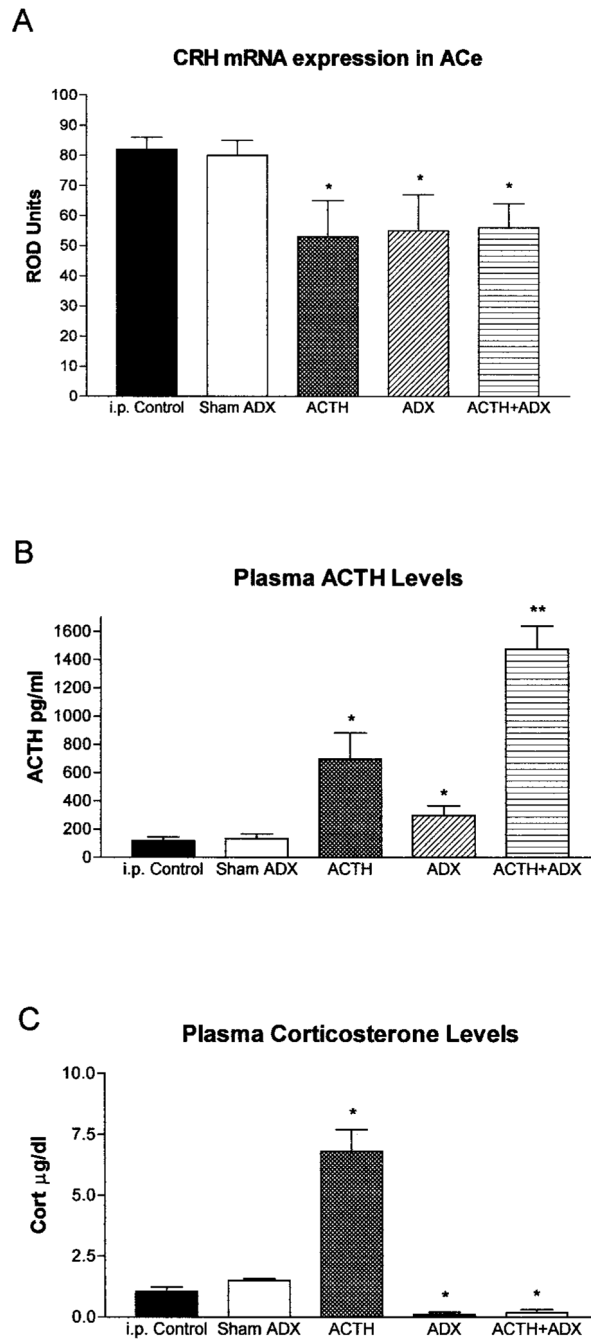 A
CRH mRNA expression in ACe
100
90
80
70
60
50
40
30
20
10
0
ROD Units
* * *
i.p. Control Sham ADX ACTH ADX ACTH+ADX
B
Plasma ACTH Levels
1600
1400
1200
1000
800
600
400
200
0
ACTH pg/ml
* * **
i.p. Control Sham ADX ACTH ADX ACTH+ADX
C
Plasma Corticosterone Levels
10.0
7.5
5.0
2.5
0.0
Cort µg/dl
* * *
i.p. Control Sham ADX ACTH ADX ACTH+ADX